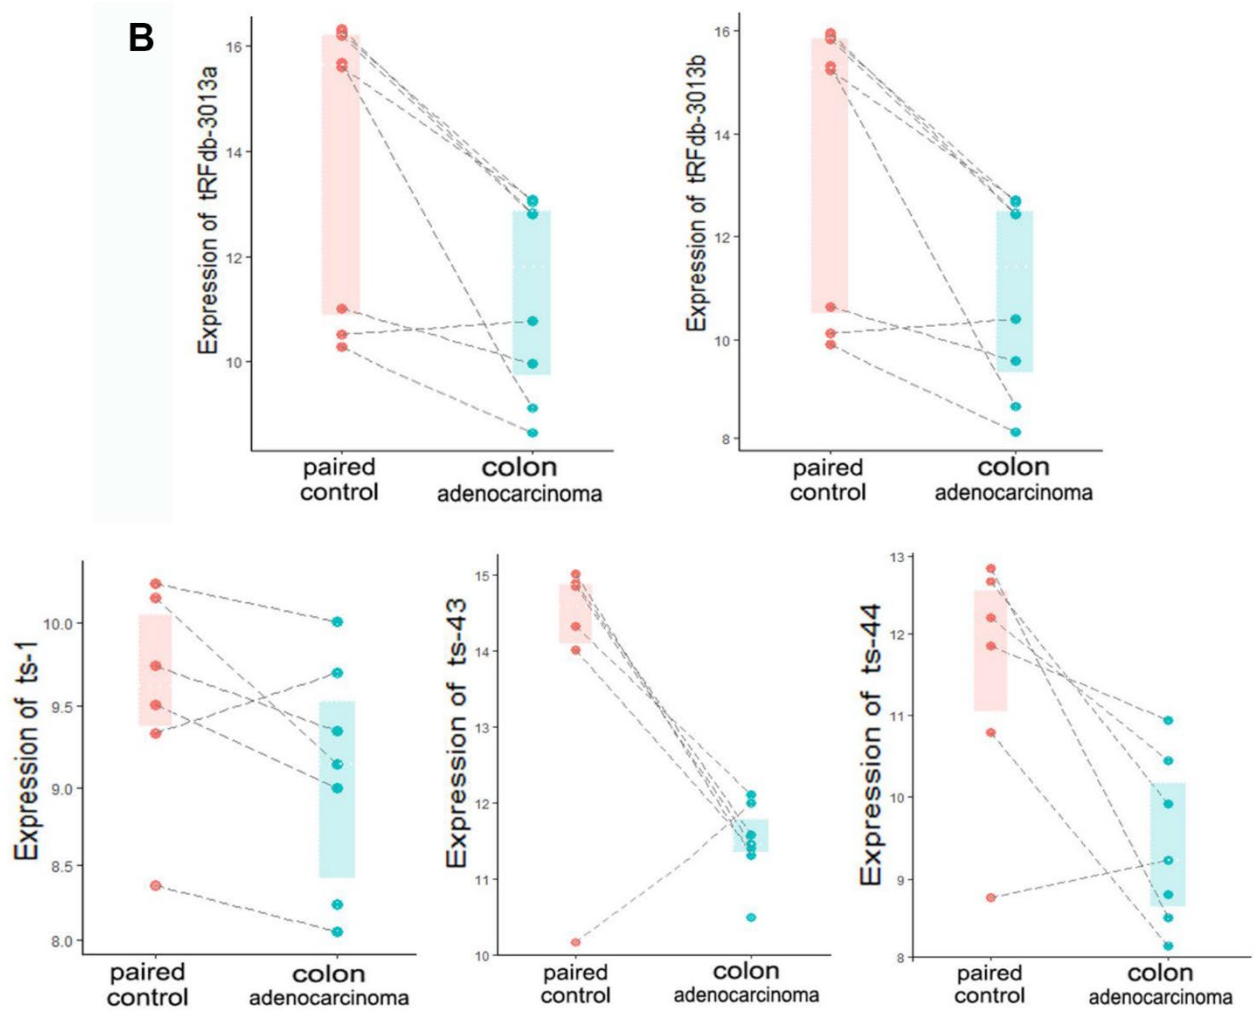 B
Expression of tRFdb-3013a
16
14
12
10
paired
control
colon
adenocarcinoma
Expression of tRFdb-3013b
16
14
12
10
8
paired
control
colon
adenocarcinoma
Expression of ts-1
10.0
9.5
9.0
8.5
8.0
paired
control
colon
adenocarcinoma
Expression of ts-43
15
14
13
12
11
10
paired
control
colon
adenocarcinoma
Expression of ts-44
13
12
11
10
9
8
paired
control
colon
adenocarcinoma